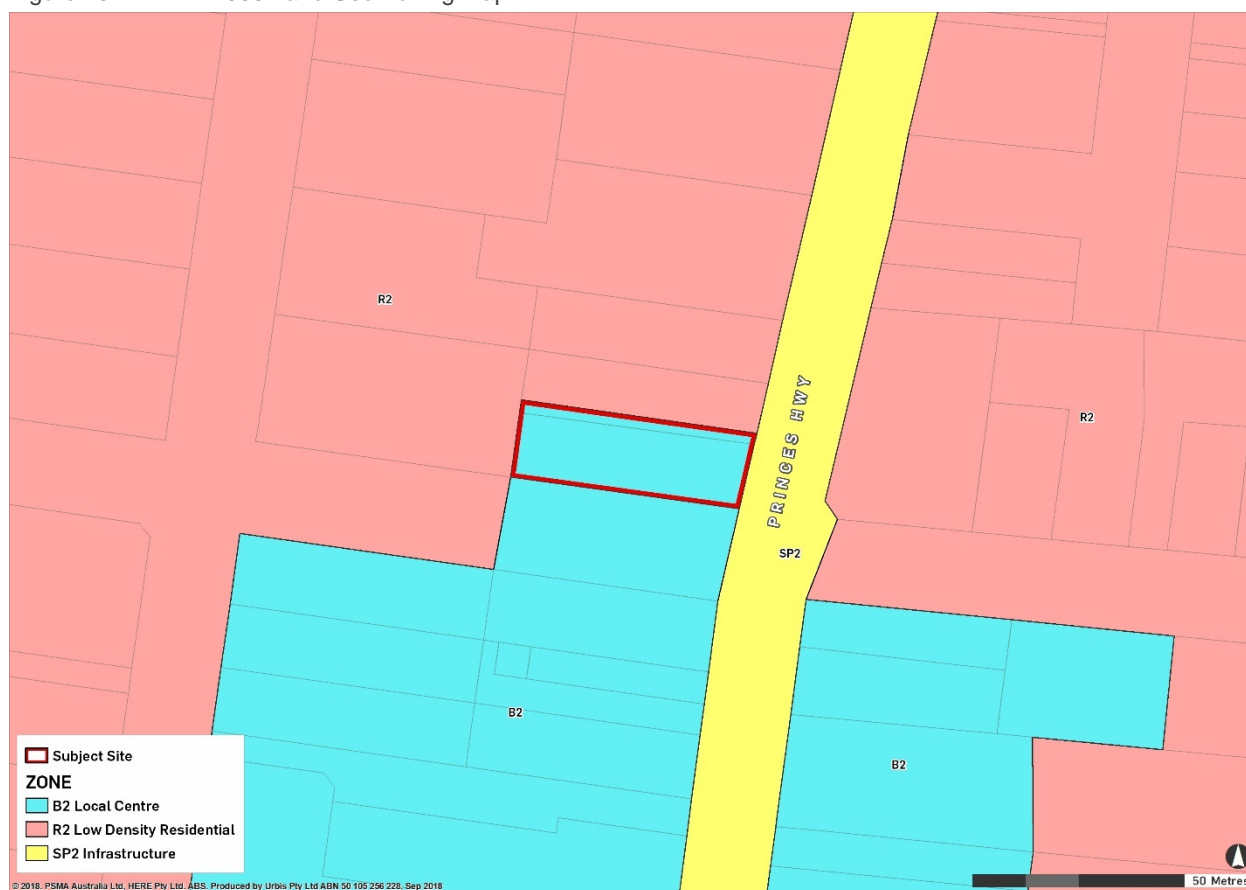 R2
PRINCES HWY
R2
SP2
B2
B2
Subject Site
ZONE
B2 Local Centre
R2 Low Density Residential
SP2 Infrastructure
50 Metres
© 2018. PSMA Australia Ltd, HERE Pty Ltd. ABS. Produced by Urbis Pty Ltd ABN 50 105 256 228, Sep 2018